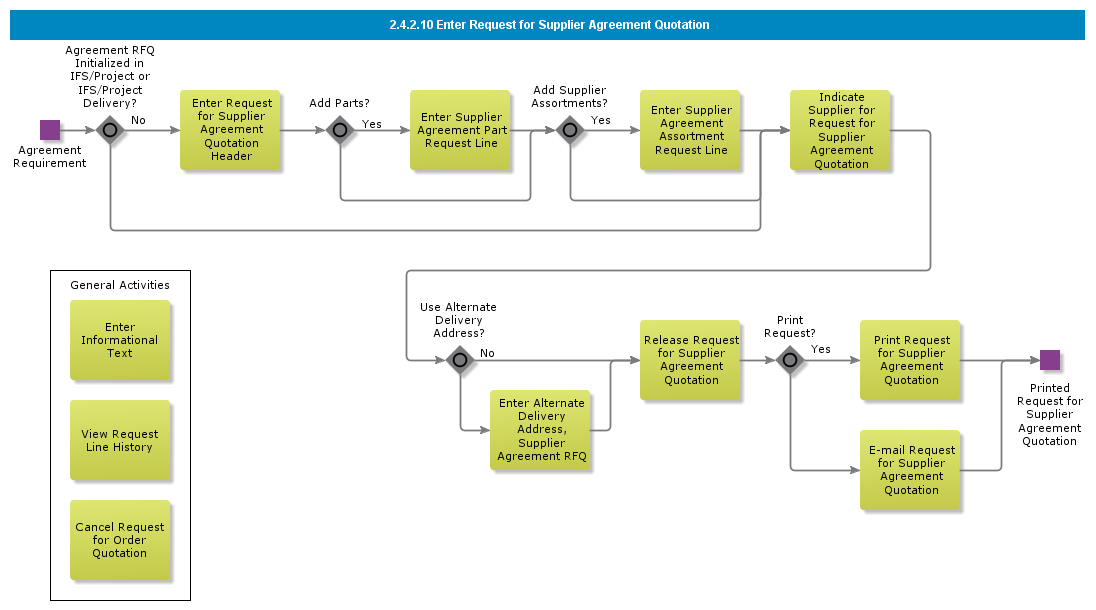 2.4.2.10 Enter Request for Supplier Agreement Quotation
Agreement RFQ
Initialized in
IFS/Project or
IFS/Project
Delivery?
No
Agreement
Requirement
Enter Request
for Supplier
Agreement
Quotation
Header
Add Parts?
Yes
Enter Supplier
Agreement Part
Request Line
Add Supplier
Assortments?
Yes
Enter Supplier
Agreement
Assortment
Request Line
Indicate
Supplier for
Request for
Supplier
Agreement
Quotation
General Activities
Enter
Informational
Text
View Request
Line History
Cancel Request
for Order
Quotation
Use Alternate
Delivery
Address?
No
Enter Alternate
Delivery
Address,
Supplier
Agreement RFQ
Release Request
for Supplier
Agreement
Quotation
Print
Request?
Yes
Print Request
for Supplier
Agreement
Quotation
E-mail Request
for Supplier
Agreement
Quotation
Printed
Request for
Supplier
Agreement
Quotation